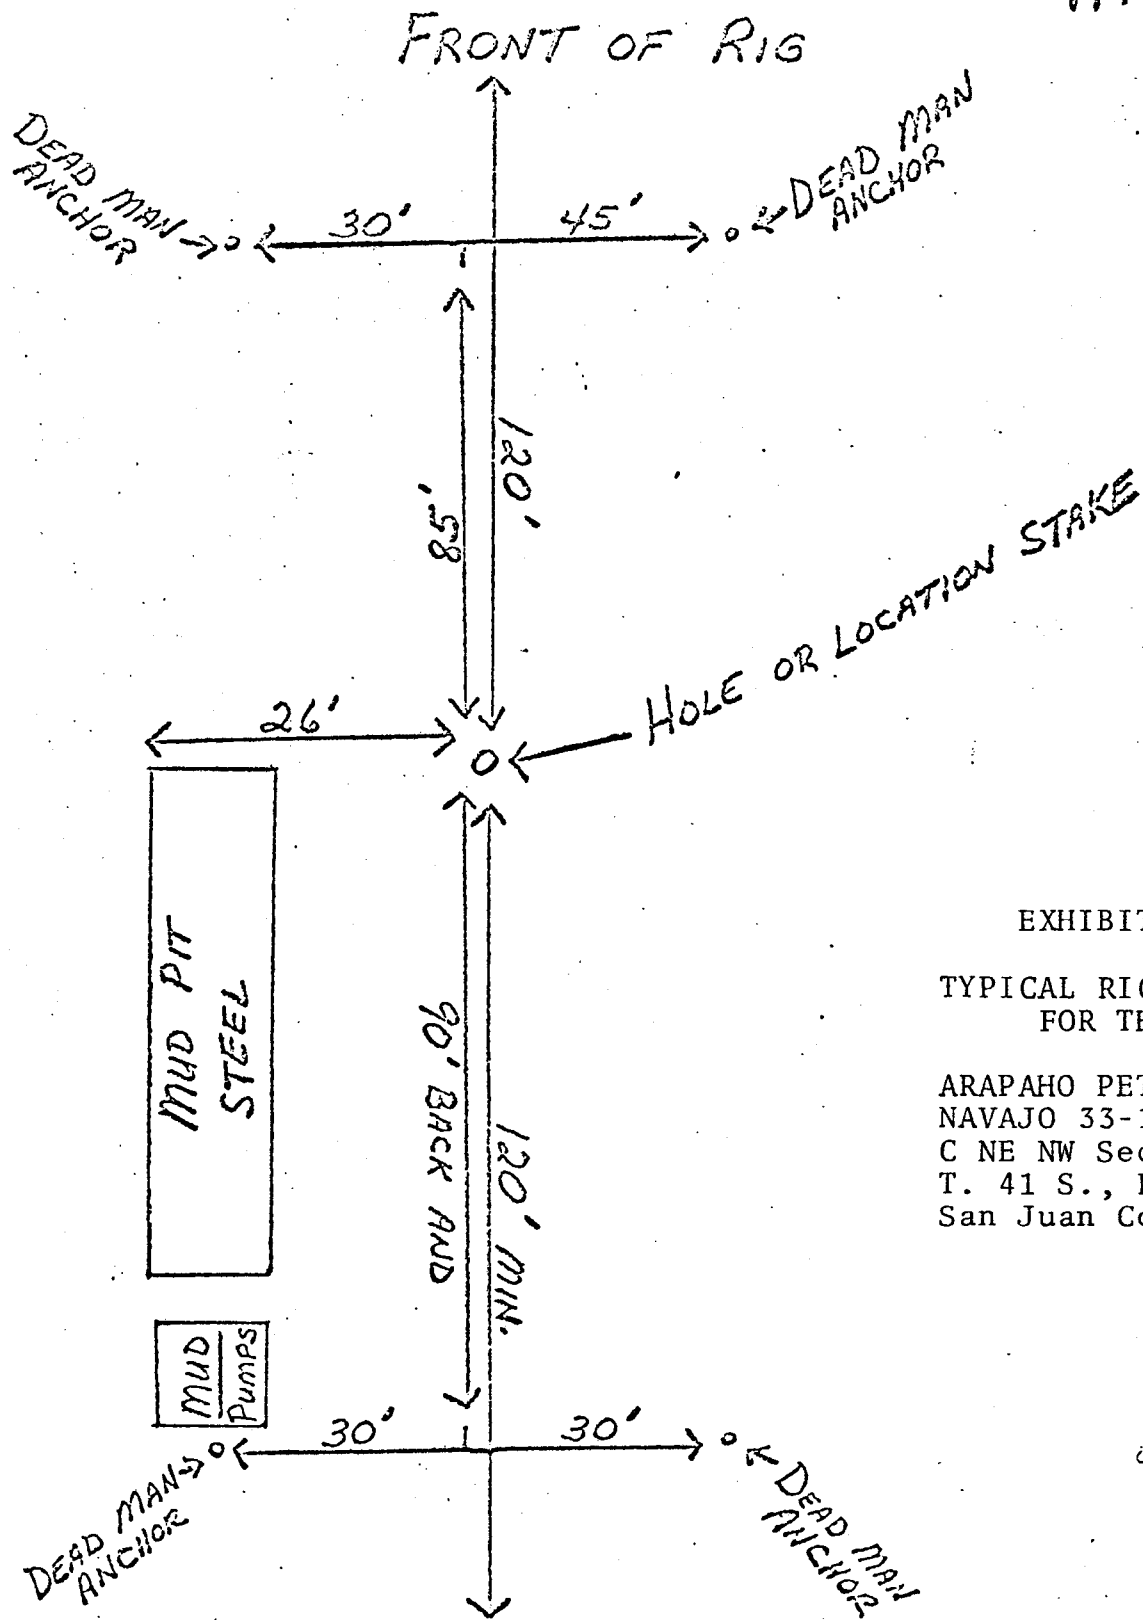 FRONT OF RIG
DEAD MAN
ANCHOR
30'
45'
DEAD MAN
ANCHOR
85'
120'
26'
HOLE OR LOCATION STAKE
MUD PIT
STEEL
90' BACK AND
120' MIN.
MUD
PUMPS
30'
30'
DEAD MAN
ANCHOR
DEAD MAN
ANCHOR
EXHIBIT
TYPICAL RIG
FOR TE
ARAPAHO PET
NAVAJO 33-1
C NE NW Sec
T. 41 S.,
San Juan Co